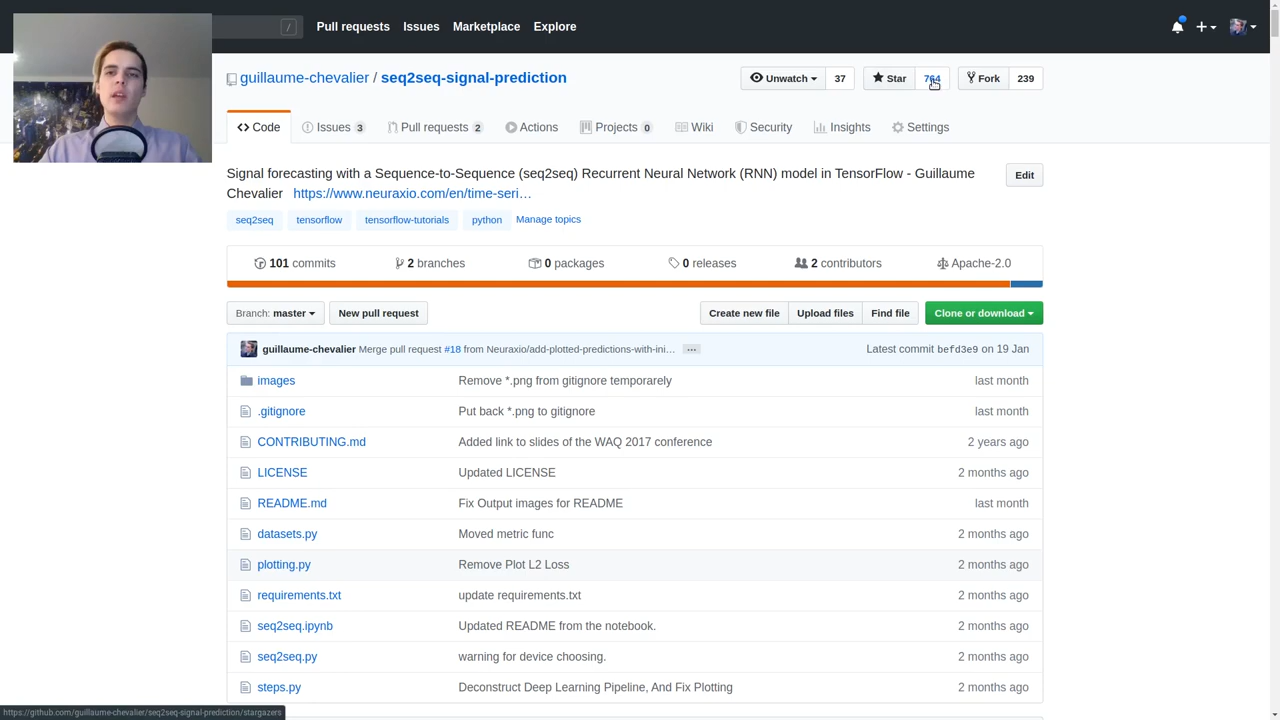 / Pull requests Issues Marketplace Explore
guillaume-chevalier / seq2seq-signal-prediction Unwatch 37 Star 764 Fork 239
Code Issues 3 Pull requests 2 Actions Projects 0 Wiki Security Insights Settings
Signal forecasting with a Sequence-to-Sequence (seq2seq) Recurrent Neural Network (RNN) model in TensorFlow - Guillaume
Chevalier https://www.neuraxio.com/en/time-seri… Edit
seq2seq tensorflow tensorflow-tutorials python Manage topics
101 commits 2 branches 0 packages 0 releases 2 contributors Apache-2.0
Branch: master New pull request Create new file Upload files Find file Clone or download
guillaume-chevalier Merge pull request #18 from Neuraxio/add-plotted-predictions-with-ini… … Latest commit befd3e9 on 19 Jan
images Remove *.png from gitignore temporarely last month
.gitignore Put back *.png to gitignore last month
CONTRIBUTING.md Added link to slides of the WAQ 2017 conference 2 years ago
LICENSE Updated LICENSE 2 months ago
README.md Fix Output images for README last month
datasets.py Moved metric func 2 months ago
plotting.py Remove Plot L2 Loss 2 months ago
requirements.txt update requirements.txt 2 months ago
seq2seq.ipynb Updated README from the notebook. 2 months ago
seq2seq.py warning for device choosing. 2 months ago
steps.py Deconstruct Deep Learning Pipeline, And Fix Plotting 2 months ago
https://github.com/guillaume-chevalier/seq2seq-signal-prediction/stargazers